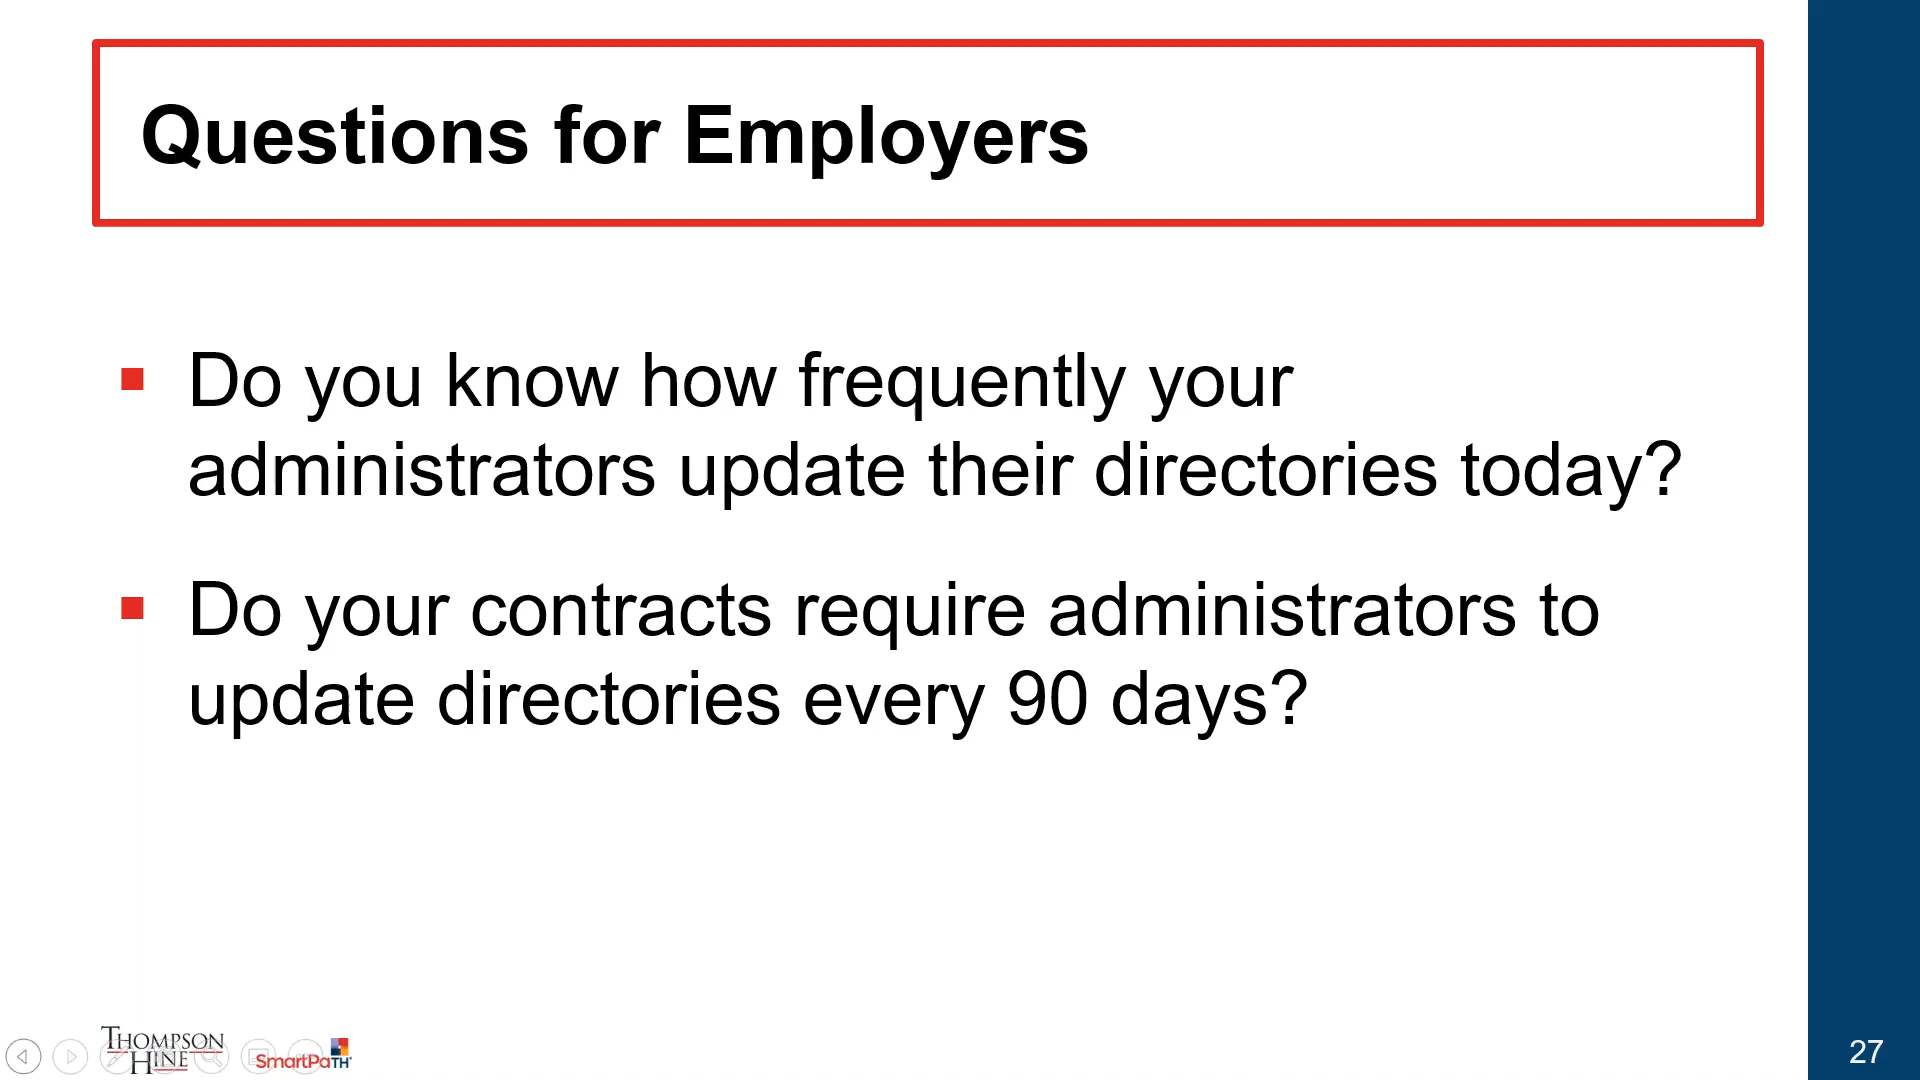 Questions for Employers
Do you know how frequently your
administrators update their directories today?
Do your contracts require administrators to
update directories every 90 days?
THOMPSON
HINE
SmartPaTH
27